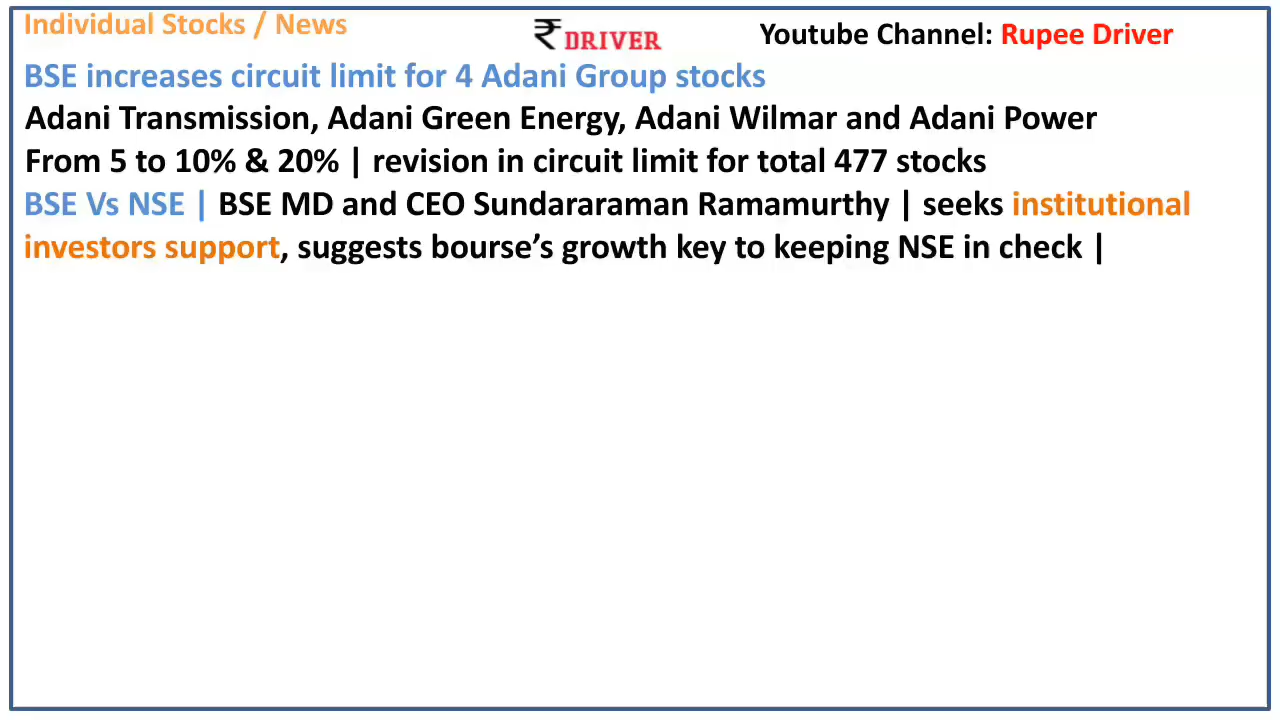 Individual Stocks / News
₹ DRIVER
Youtube Channel: Rupee Driver
BSE increases circuit limit for 4 Adani Group stocks
Adani Transmission, Adani Green Energy, Adani Wilmar and Adani Power
From 5 to 10% & 20% | revision in circuit limit for total 477 stocks
BSE Vs NSE | BSE MD and CEO Sundararaman Ramamurthy | seeks institutional
investors support, suggests bourse’s growth key to keeping NSE in check |